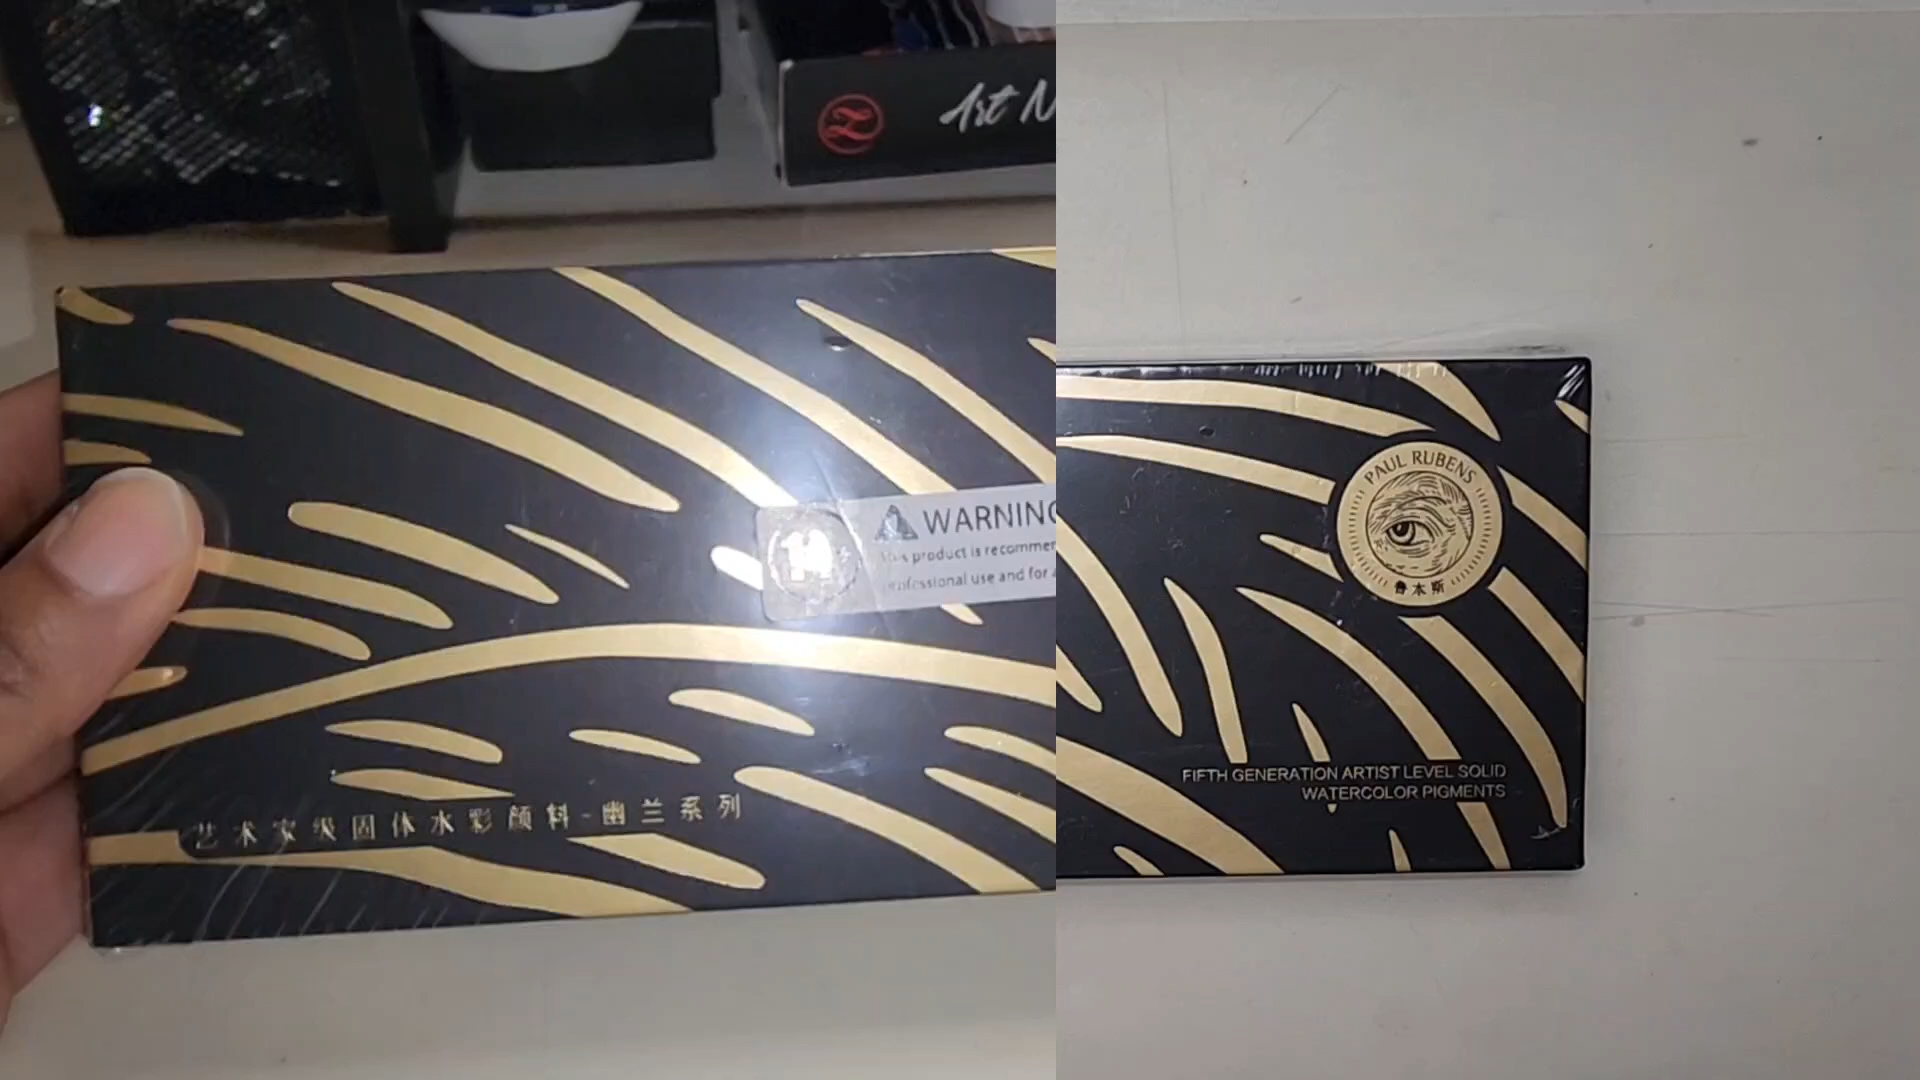 Art N
14+
WARNING
This product is recommen
professional use and for a
艺术家级固体水彩颜料-幽兰系列
PAUL RUBENS
鲁本斯
FIFTH GENERATION ARTIST LEVEL SOLID
WATERCOLOR PIGMENTS